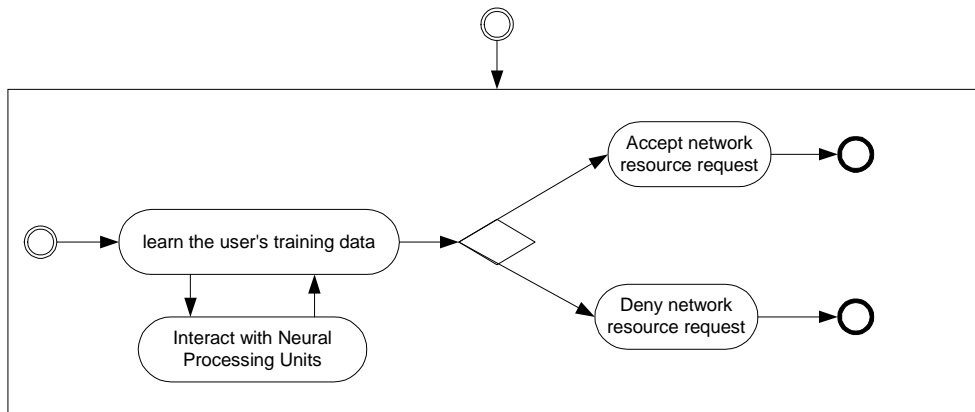 Accept network
resource request
learn the user's training data
Interact with Neural
Processing Units
Deny network
resource request